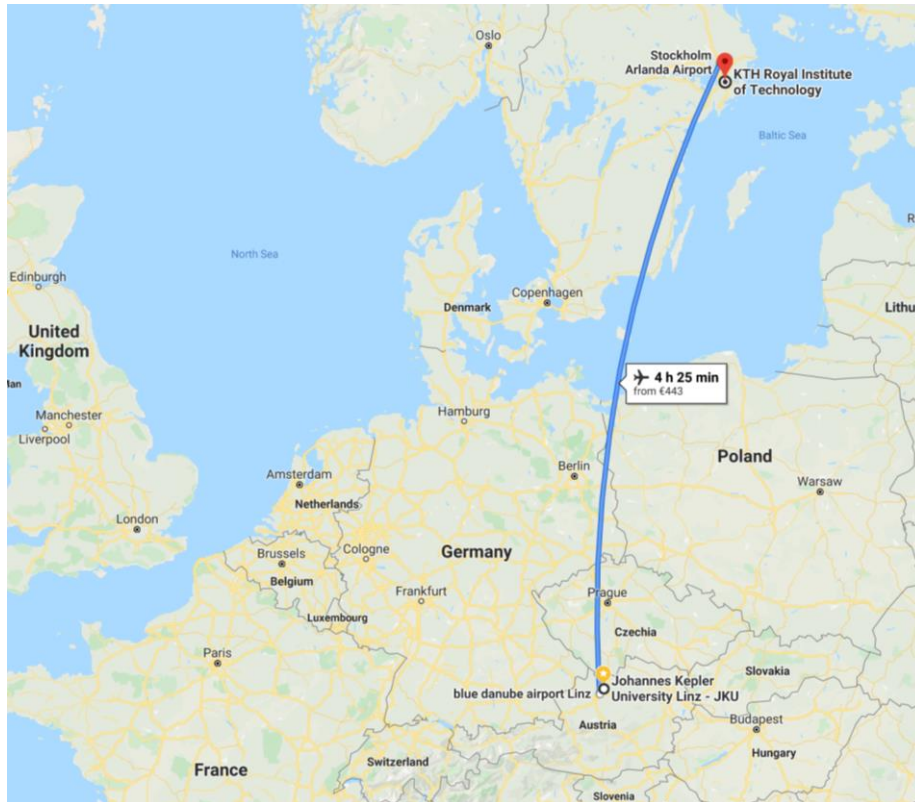 Oslo
Stockholm
Arlanda Airport
KTH Royal Institute
of Technology
Baltic Sea
R
North Sea
Edinburgh
Denmark
Copenhagen
Lithu
United
Kingdom
Man
4 h 25 min
from €443
Manchester
Liverpool
Hamburg
Berlin
Poland
Amsterdam
Netherlands
Warsaw
London
Brussels
Belgium
Cologne
Germany
Frankfurt
Luxembourg
Prague
Czechia
Paris
Slovakia
blue danube airport Linz
Johannes Kepler
University Linz - JKU
Austria
Budapest
Hungary
Switzerland
France
Slovenia